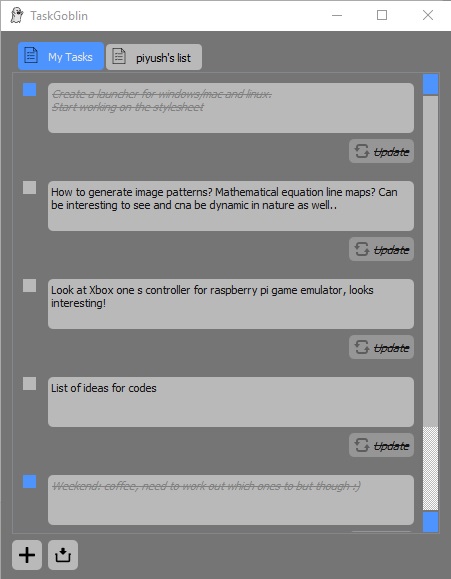 TaskGoblin
My Tasks
piyush's list
Create a launcher for windows/mac and linux.
Start working on the stylesheet
Update
How to generate image patterns? Mathematical equation line maps? Can
be interesting to see and cna be dynamic in nature as well..
Update
Look at Xbox one s controller for raspberry pi game emulator, looks
interesting!
Update
List of ideas for codes
Update
Weekend: coffee, need to work out which ones to but though :)